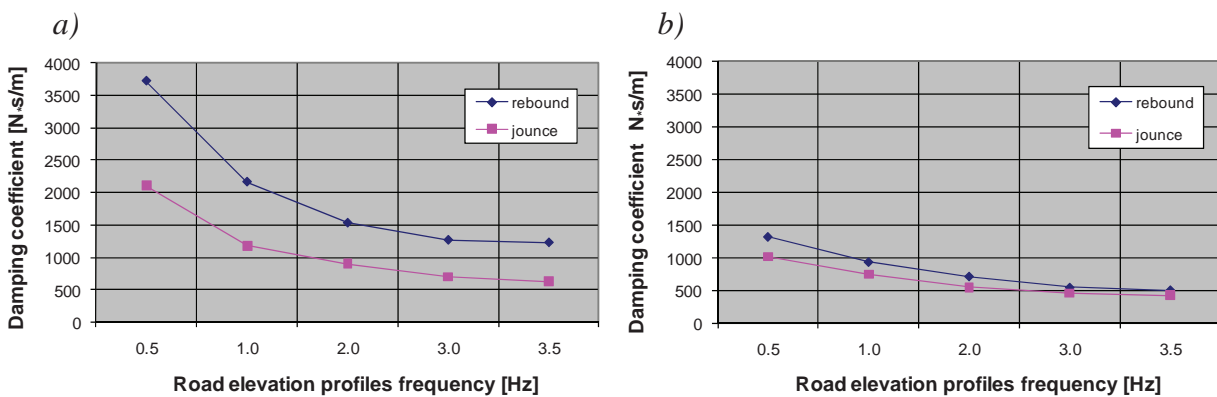 a)
Damping coefficient [N*s/m]
4000
3500
3000
2500
2000
1500
1000
500
0
rebound
jounce
0.5 1.0 2.0 3.0 3.5
Road elevation profiles frequency [Hz]
b)
Damping coefficient N*s/m]
4000
3500
3000
2500
2000
1500
1000
500
0
rebound
jounce
0.5 1.0 2.0 3.0 3.5
Road elevation profiles frequency [Hz]